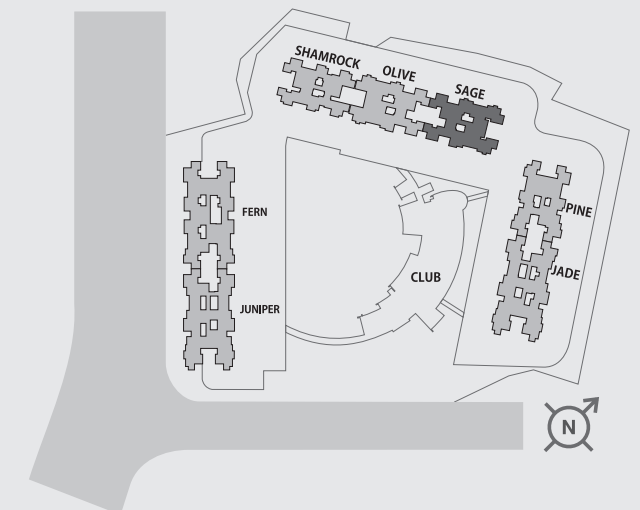 SHAMROCK
OLIVE
SAGE
FERN
PINE
JADE
CLUB
JUNIPER
N